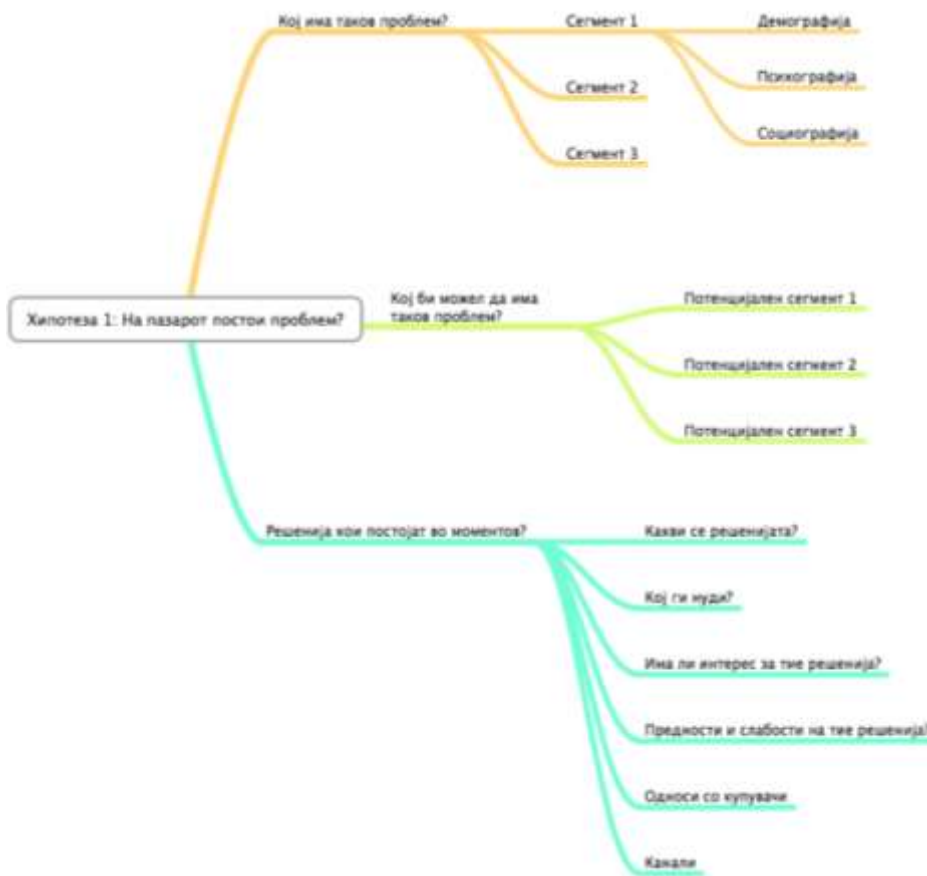 Кој има таков проблем?
Сегмент 1
Демографија
Психографија
Социографија
Сегмент 2
Сегмент 3
Хипотеза 1: На пазарот постои проблем?
Кој би можел да има
таков проблем?
Потенцијален сегмент 1
Потенцијален сегмент 2
Потенцијален сегмент 3
Решенија кои постојат во моментов?
Какви се решенијата?
Кој ги нуди?
Има ли интерес за тие решенија?
Предности и слабости на тие решенија?
Односи со купувачи
Канали